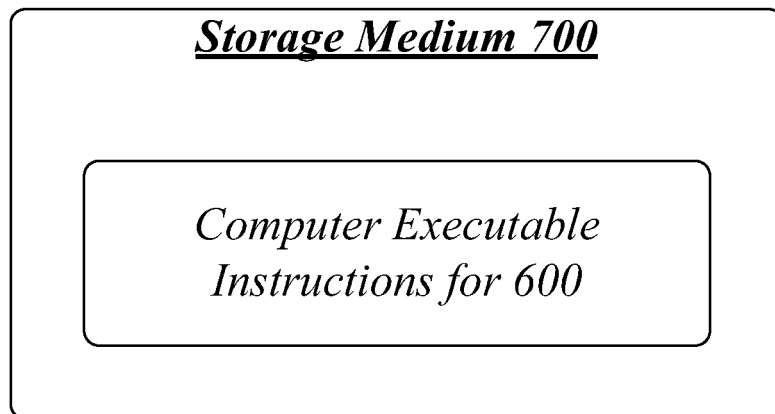 Storage Medium 700
Computer Executable
Instructions for 600